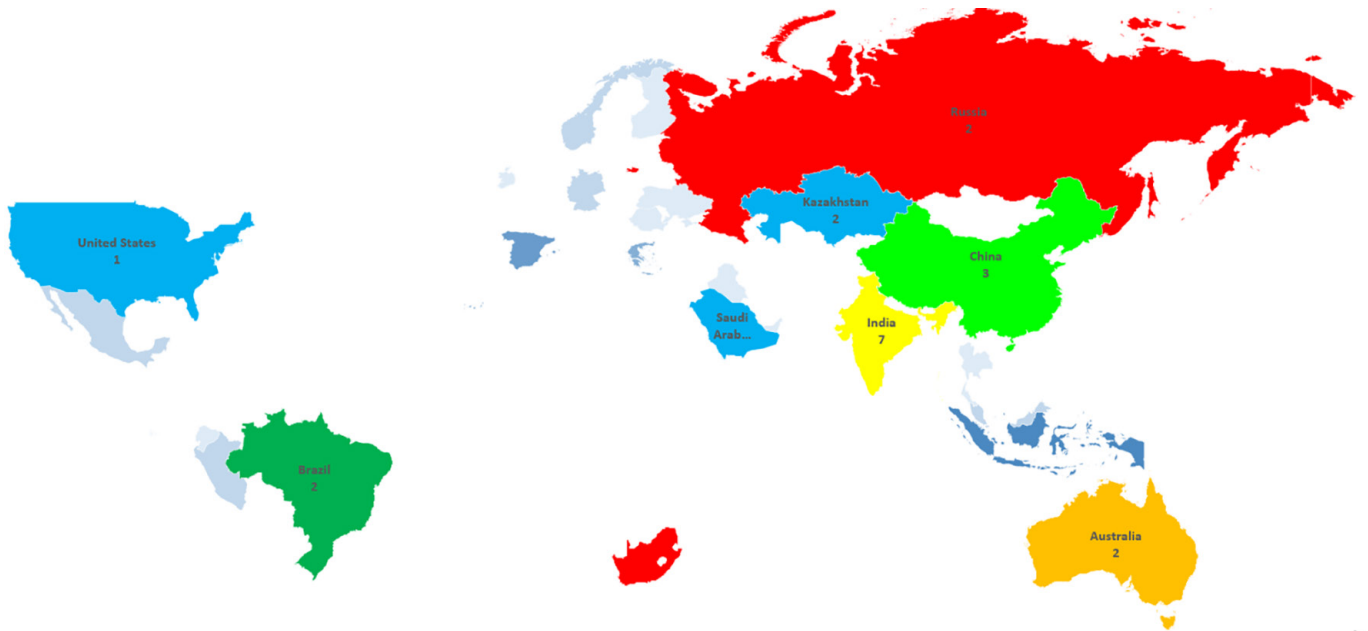 Russia
2
Kazakhstan
2
United States
1
China
3
Saudi
Arab...
India
7
Brazil
2
Australia
2